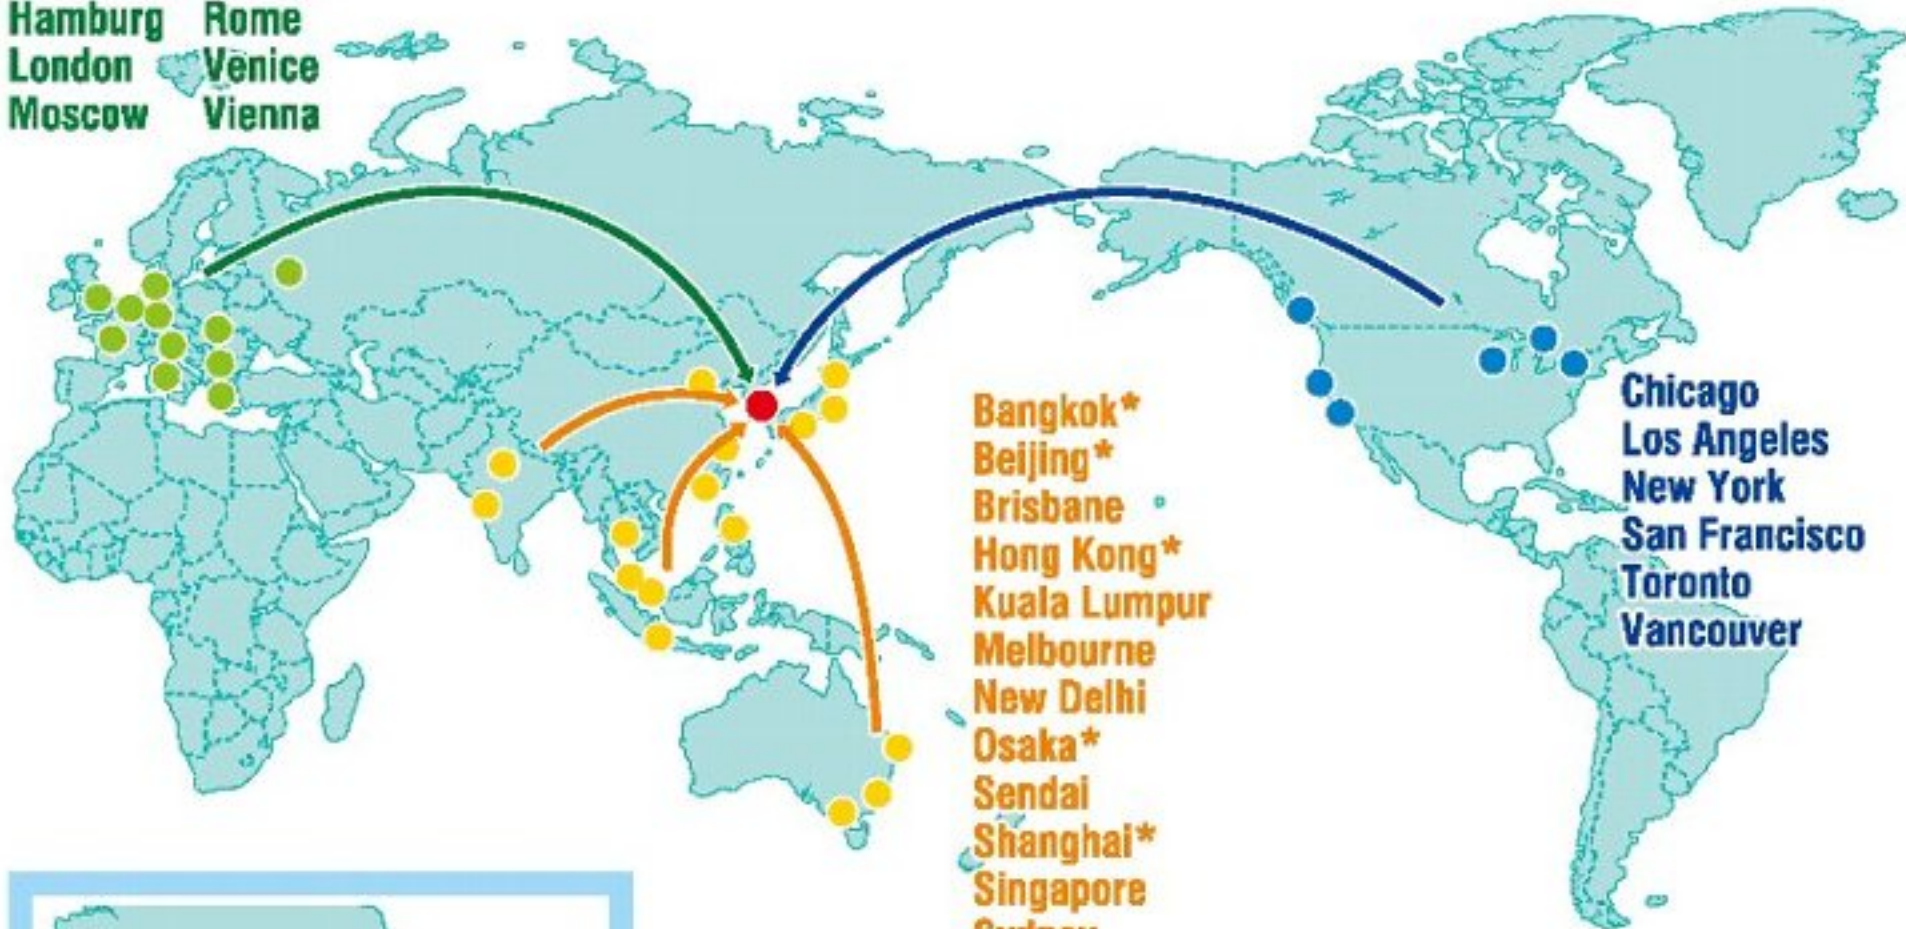 Hamburg Rome
London Venice
Moscow Vienna
Bangkok*
Beijing*
Brisbane
Hong Kong*
Kuala Lumpur
Melbourne
New Delhi
Osaka*
Sendai
Shanghai*
Singapore
Sydney
Chicago
Los Angeles
New York
San Francisco
Toronto
Vancouver